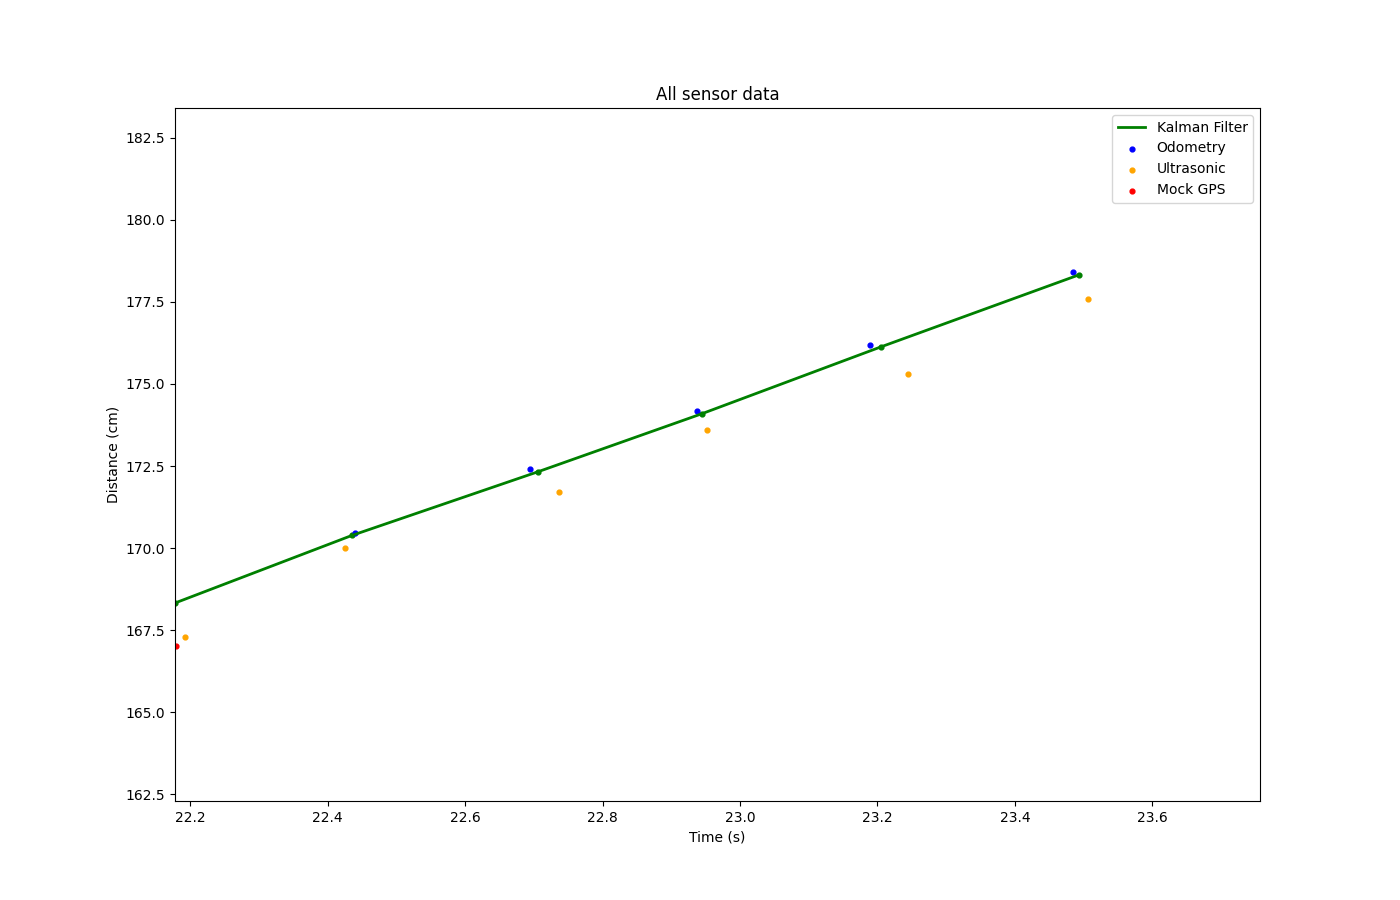 All sensor data
Kalman Filter
Odometry
Ultrasonic
Mock GPS
182.5
180.0
177.5
175.0
172.5
170.0
167.5
165.0
162.5
Distance (cm)
22.2 22.4 22.6 22.8 23.0 23.2 23.4 23.6
Time (s)